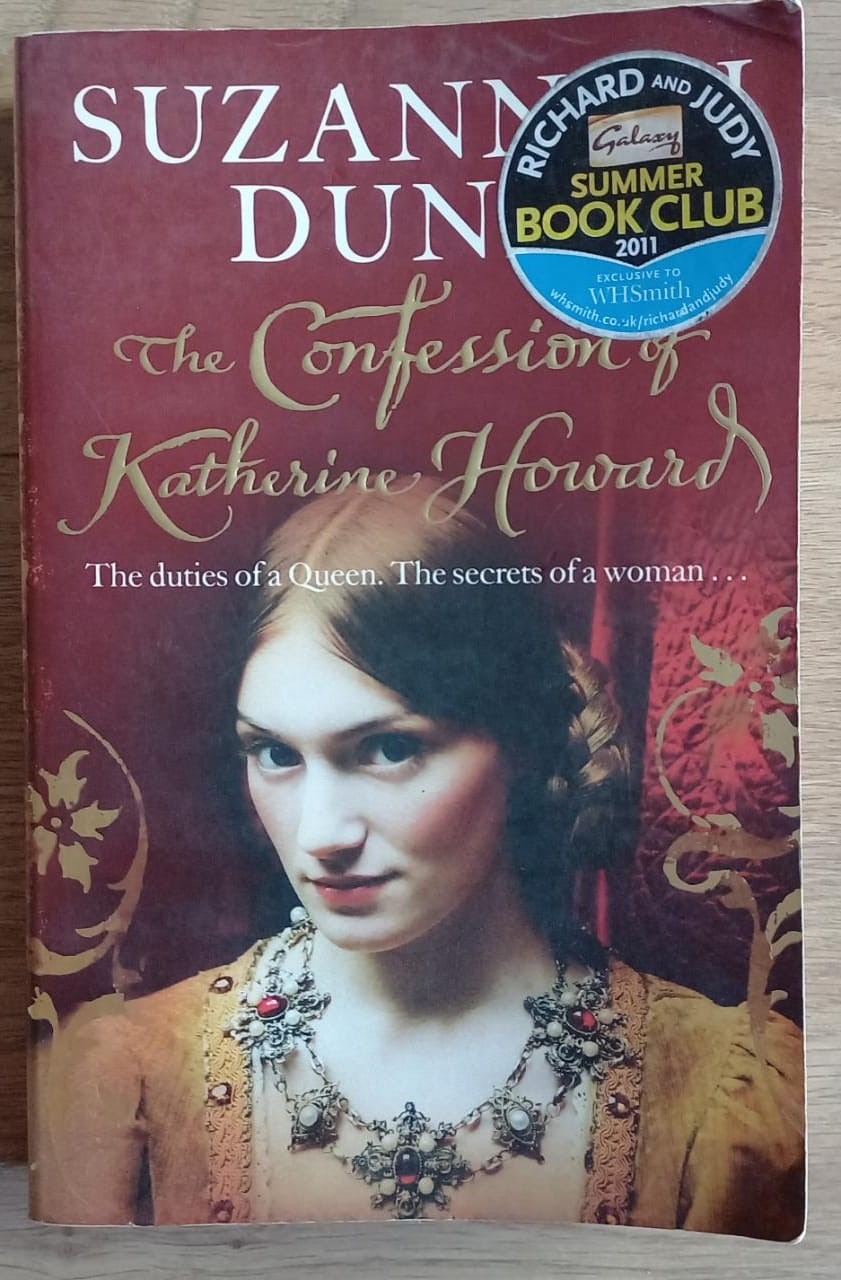 SUZANN
DUN
RICHARD AND JUDY
Galaxy
SUMMER
BOOK CLUB
2011
EXCLUSIVE TO
WHSmith
whsmith.co.uk/richardandjudy
The Confession of
Katherine Howard
The duties of a Queen. The secrets of a woman . . .